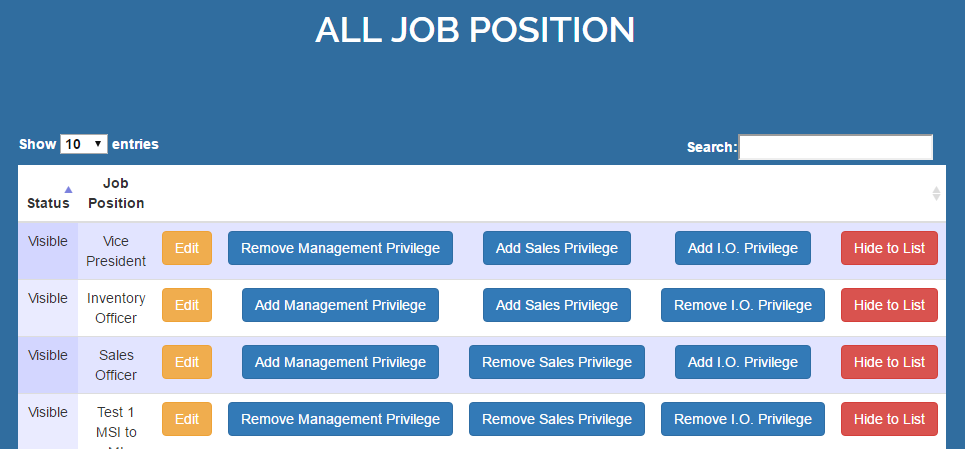 ALL JOB POSITION
Show 10 entries
Search:
Status
Job
Position
Visible
Vice
President
Edit
Remove Management Privilege
Add Sales Privilege
Add I.O. Privilege
Hide to List
Visible
Inventory
Officer
Edit
Add Management Privilege
Add Sales Privilege
Remove I.O. Privilege
Hide to List
Visible
Sales
Officer
Edit
Add Management Privilege
Remove Sales Privilege
Add I.O. Privilege
Hide to List
Visible
Test 1
MSI to
Edit
Remove Management Privilege
Remove Sales Privilege
Remove I.O. Privilege
Hide to List